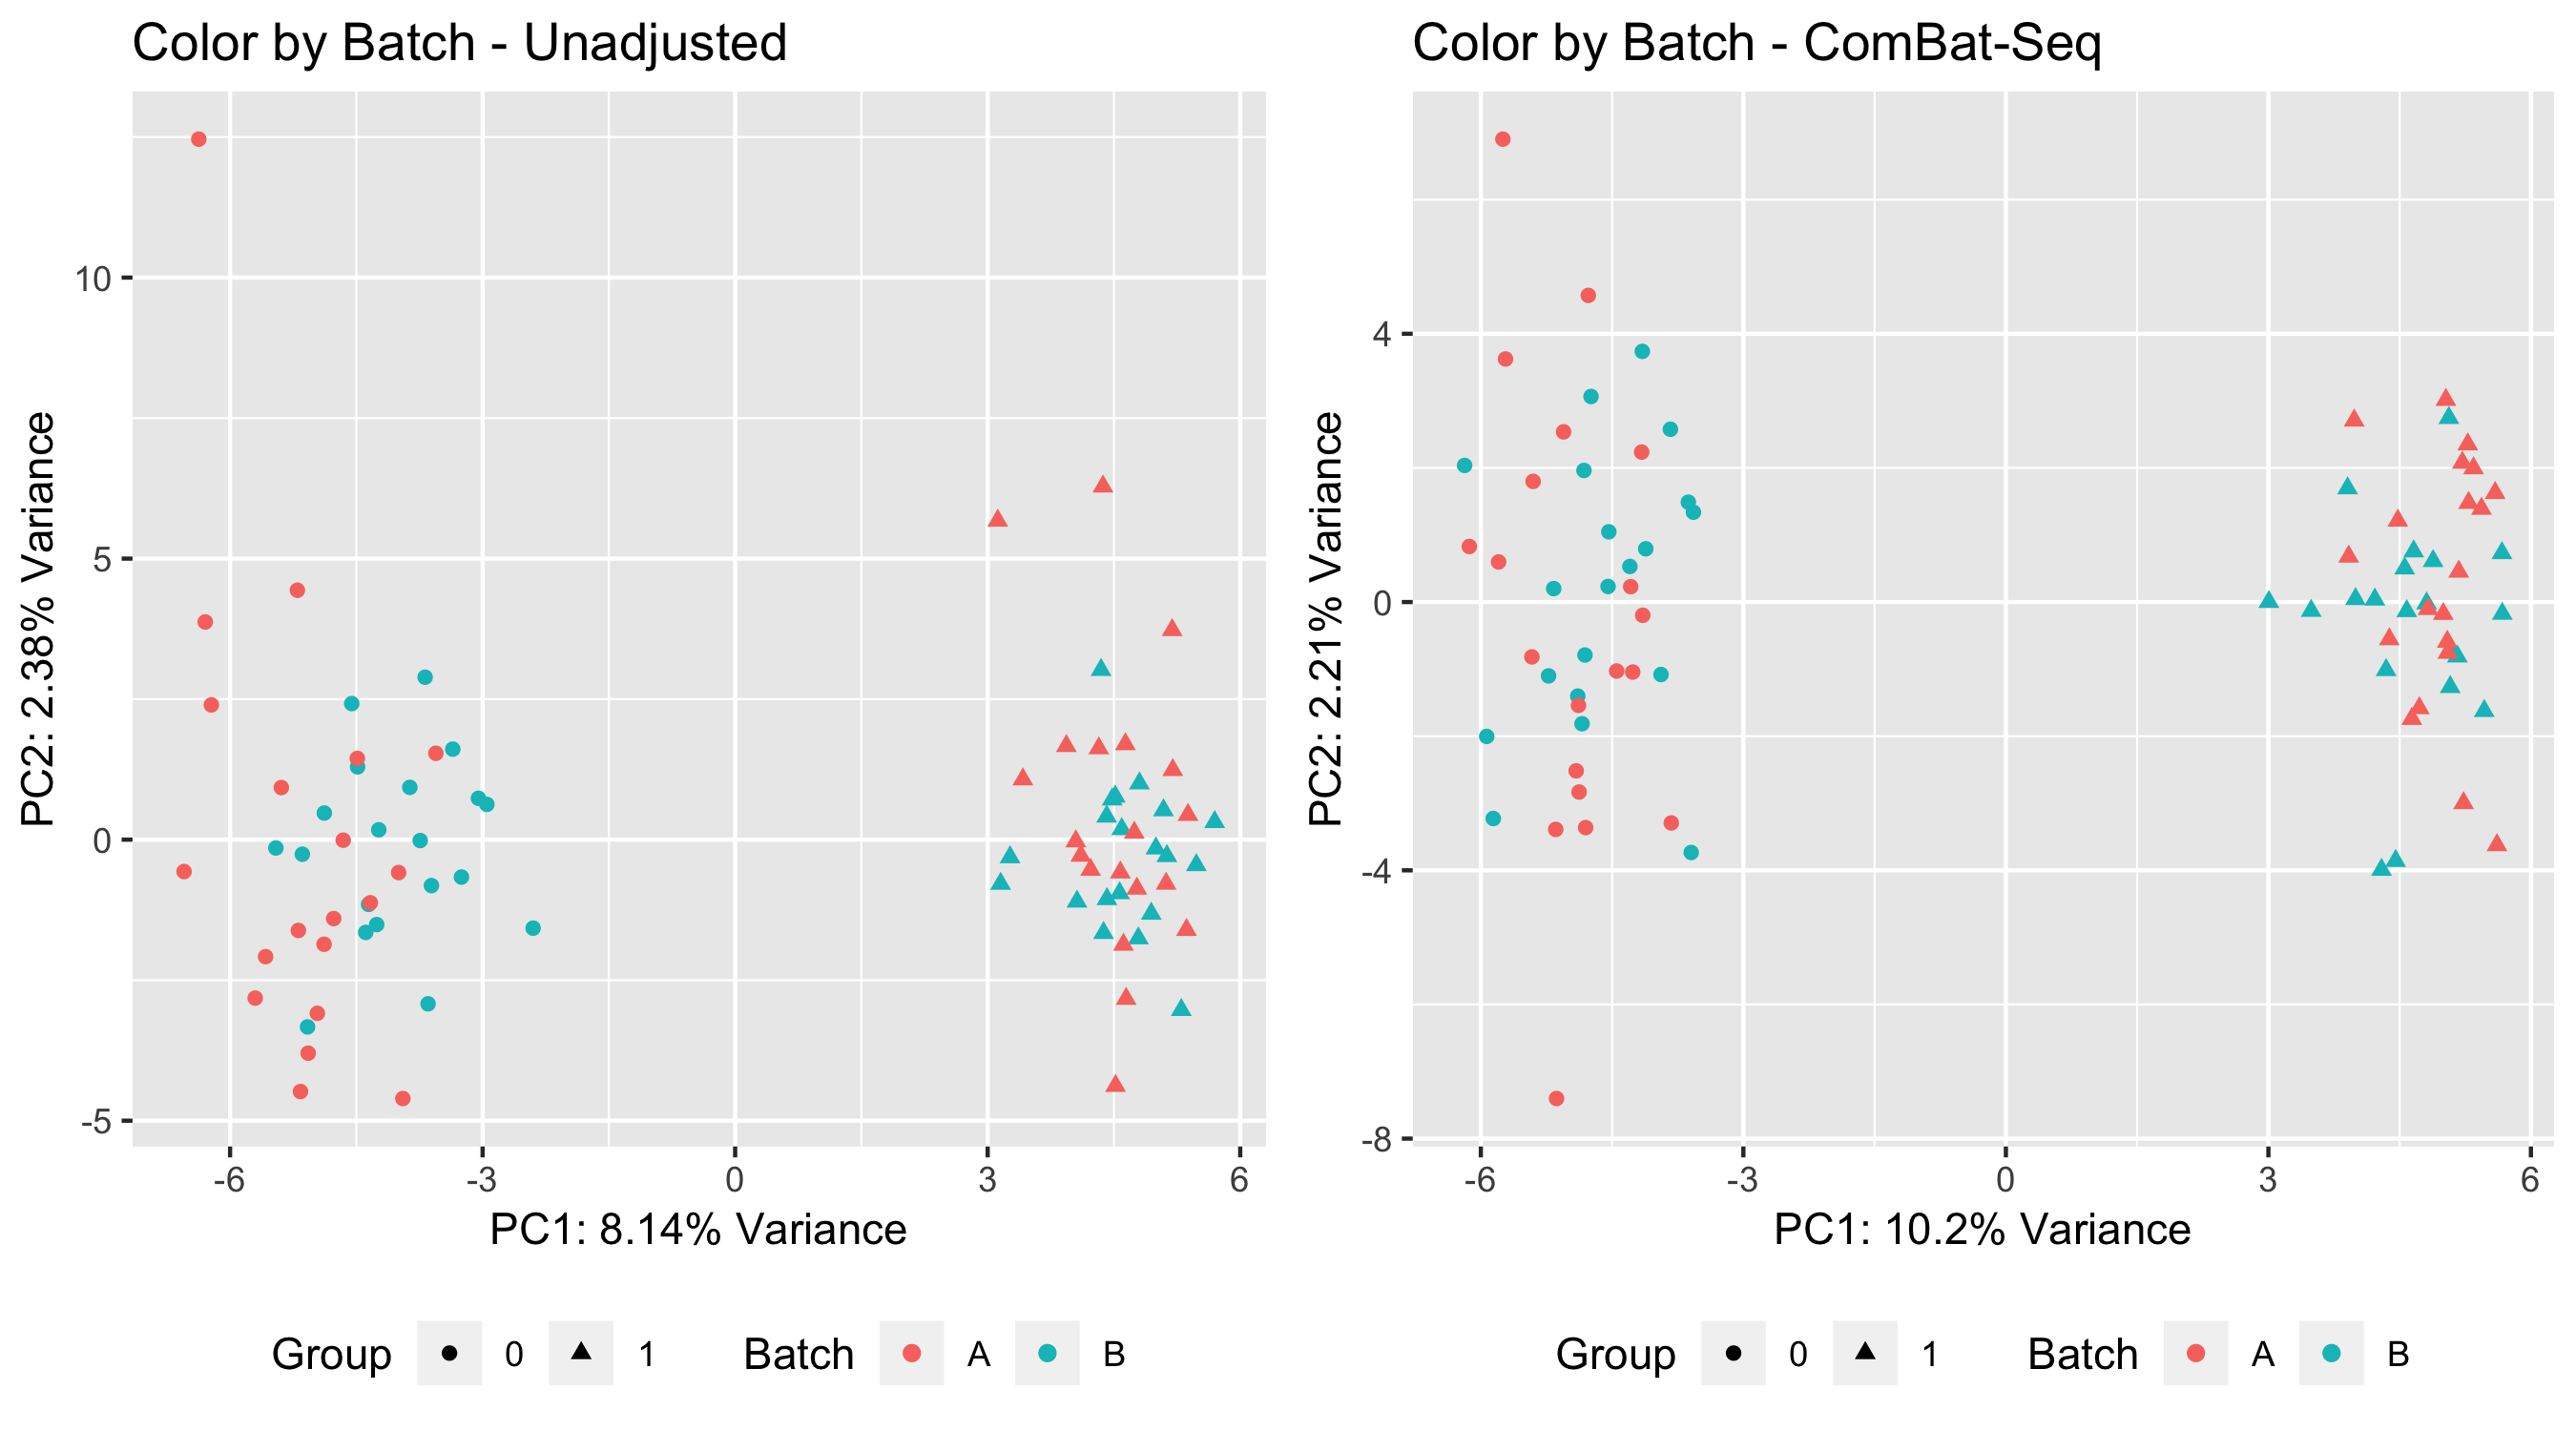 Color by Batch - Unadjusted
PC2: 2.38% Variance
10
5
0
-5
-6 -3 0 3 6
PC1: 8.14% Variance
Group 0 1 Batch A B
Color by Batch - ComBat-Seq
PC2: 2.21% Variance
4
0
-4
-8
-6 -3 0 3 6
PC1: 10.2% Variance
Group 0 1 Batch A B